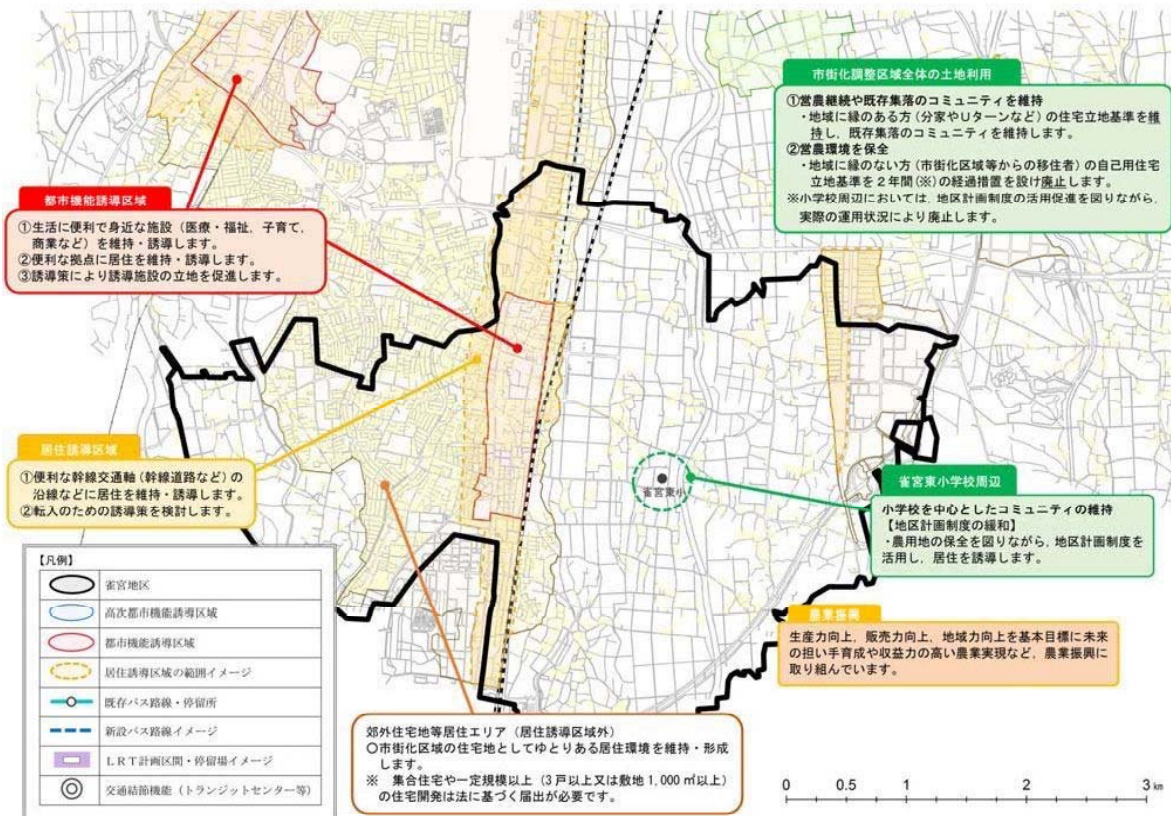 市街化調整区域全体の土地利用
①営農継続や既存集落のコミュニティを維持
・地域に縁のある方(分家やUターンなど)の住宅立地基準を維
持し，既存集落のコミュニティを維持します。
②営農環境を保全
・地域に縁のない方(市街化区域等からの移住者)の自己用住宅
立地基準を２年間(※)の経過措置を設け廃止します。
※小学校周辺においては，地区計画制度の活用促進を図りながら，
実際の運用状況により廃止します。
都市機能誘導区域
①生活に便利で身近な施設（医療・福祉，子育て，
商業など）を維持・誘導します。
②便利な拠点に居住を維持・誘導します。
③誘導策により誘導施設の立地を促進します。
居住誘導区域
①便利な幹線交通軸(幹線道路など)の
沿線などに居住を維持・誘導します。
②転入のための誘導策を検討します。
雀宮東小
雀宮東小学校周辺
小学校を中心としたコミュニティの維持
【地区計画制度の緩和】
・農用地の保全を図りながら，地区計画制度を
活用し，居住を誘導します。
農業振興
生産力向上，販売力向上，地域力向上を基本目標に未来
の担い手育成や収益力の高い農業実現など，農業振興に
取り組んでいます。
【凡例】
雀宮地区
高次都市機能誘導区域
都市機能誘導区域
居住誘導区域の範囲イメージ
既存バス路線・停留所
新設バス路線イメージ
ＬＲＴ計画区間・停留場イメージ
交通結節機能（トランジットセンター等）
郊外住宅地等居住エリア（居住誘導区域外）
○市街化区域の住宅地としてゆとりある居住環境を維持・形成
します。
※　集合住宅や一定規模以上（3戸以上又は敷地1,000㎡以上）
の住宅開発は法に基づく届出が必要です。
0 0.5 1 2 3 km